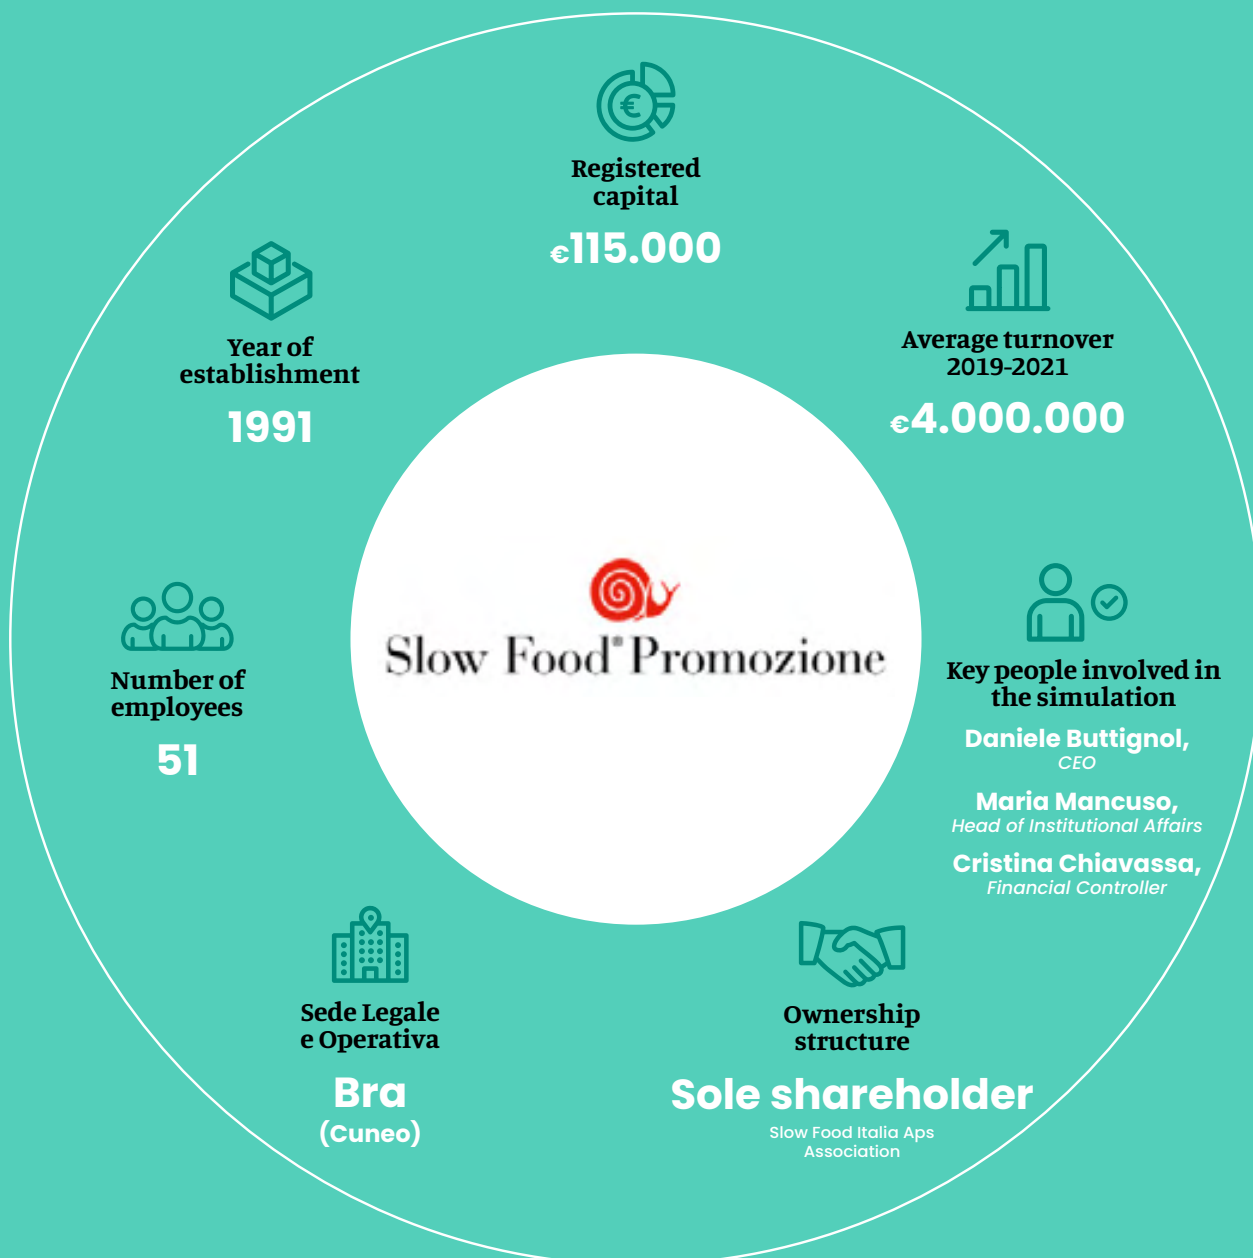 Registered
capital
€115.000
Year of
establishment
1991
Average turnover
2019-2021
€4.000.000
Slow Food® Promozione
Number of
employees
51
Key people involved in
the simulation
Daniele Buttignol,
CEO
Maria Mancuso,
Head of Institutional Affairs
Cristina Chiavassa,
Financial Controller
Sede Legale
e Operativa
Bra
(Cuneo)
Ownership
structure
Sole shareholder
Slow Food Italia Aps
Association